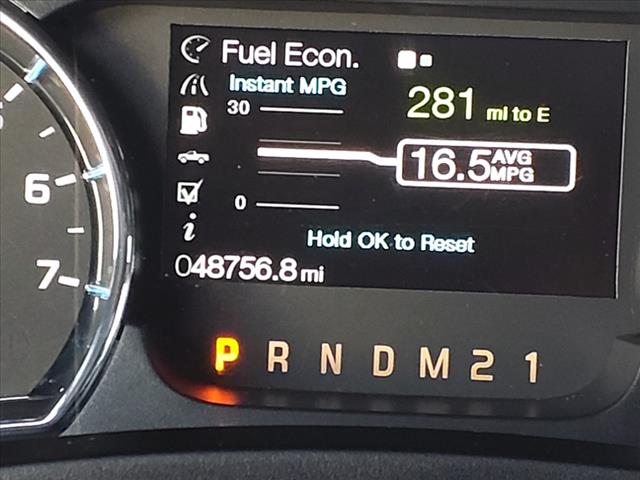 Fuel Econ.
Instant MPG
30
281 mi to E
16.5 AVG MPG
0
Hold OK to Reset
048756.8 mi
6
7
P R N D M 2 1